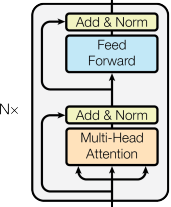 Add & Norm
Feed
Forward
N×
Add & Norm
Multi-Head
Attention